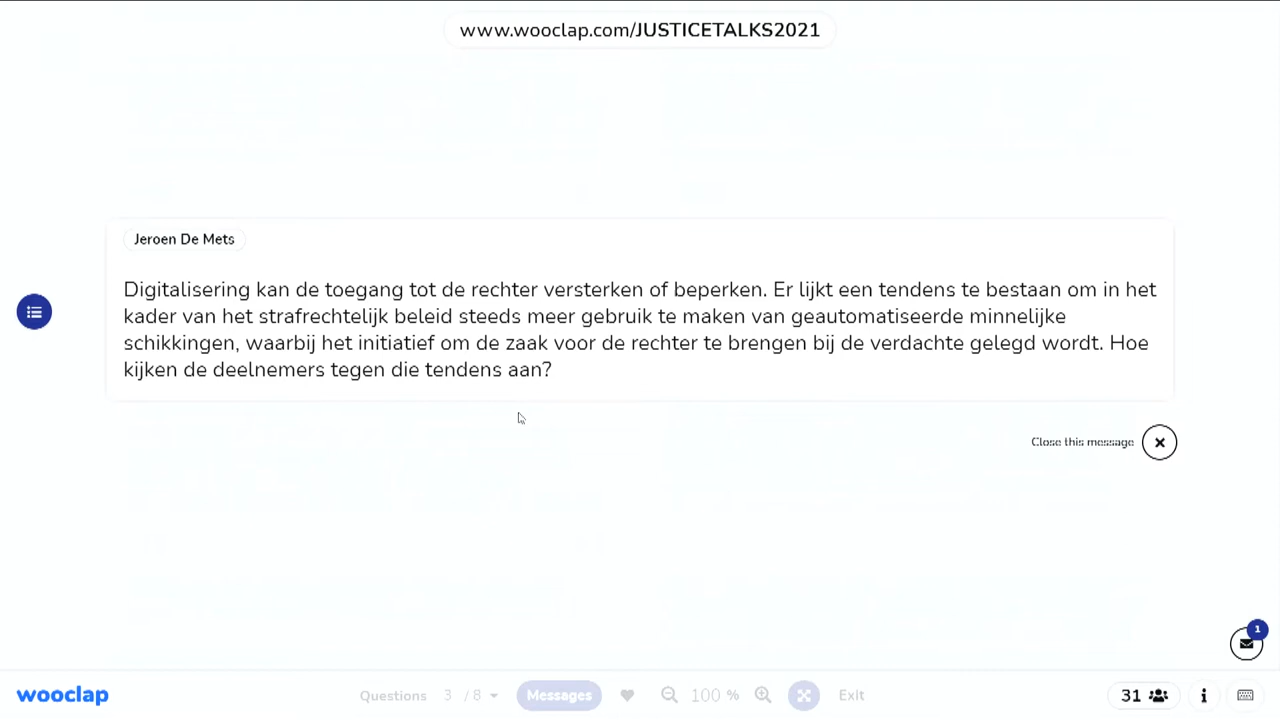 www.wooclap.com/JUSTICETALKS2021
Jeroen De Mets
Digitalisering kan de toegang tot de rechter versterken of beperken. Er lijkt een tendens te bestaan om in het
kader van het strafrechtelijk beleid steeds meer gebruik te maken van geautomatiseerde minnelijke
schikkingen, waarbij het initiatief om de zaak voor de rechter te brengen bij de verdachte gelegd wordt. Hoe
kijken de deelnemers tegen die tendens aan?
Close this message
1
wooclap
Questions 3 / 8
Messages
100 %
Exit
31